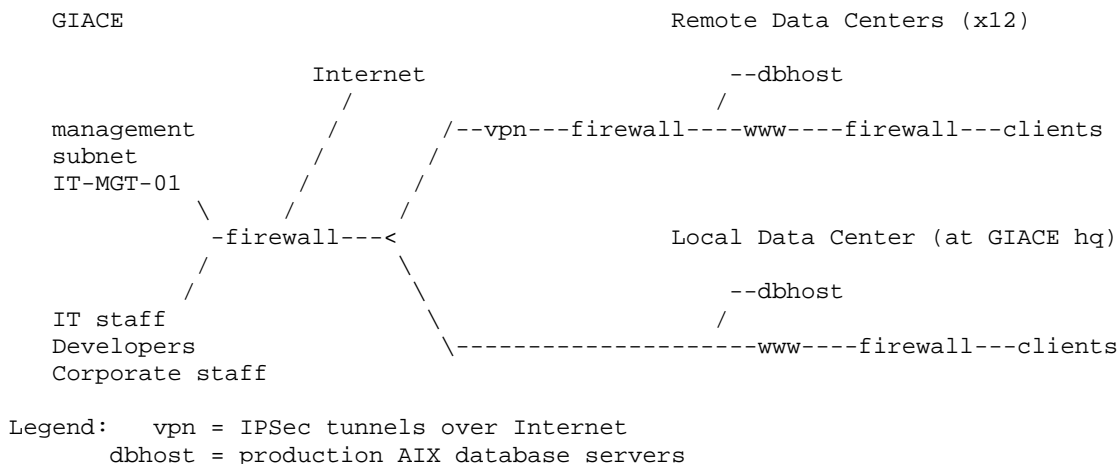 GIACE Remote Data Centers (x12)
Internet --dbhost
/ /
management / /--vpn---firewall----www----firewall---clients
subnet / /
IT-MGT-01 / /
\ / /
-firewall---< Local Data Center (at GIACE hq)
/ \
/ \ --dbhost
IT staff \ /
Developers \---------------------www----firewall---clients
Corporate staff
Legend: vpn = IPSec tunnels over Internet
dbhost = production AIX database servers